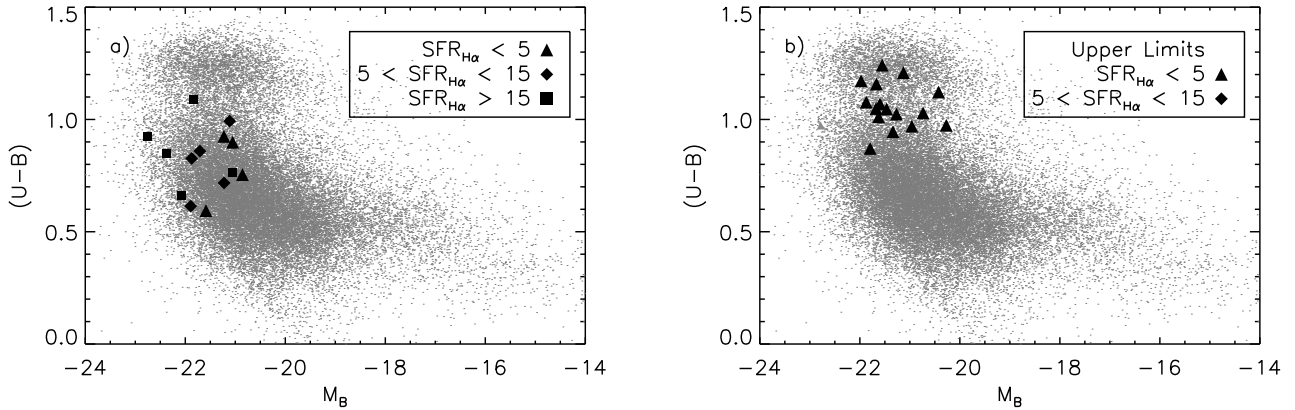 a)
SFR_Hα < 5 ▲
5 < SFR_Hα < 15 ◆
SFR_Hα > 15 ■
1.5
1.0
0.5
0.0
(U−B)
−24 −22 −20 −18 −16 −14
M_B
b)
Upper Limits
SFR_Hα < 5 ▲
5 < SFR_Hα < 15 ◆
1.5
1.0
0.5
0.0
(U−B)
−24 −22 −20 −18 −16 −14
M_B